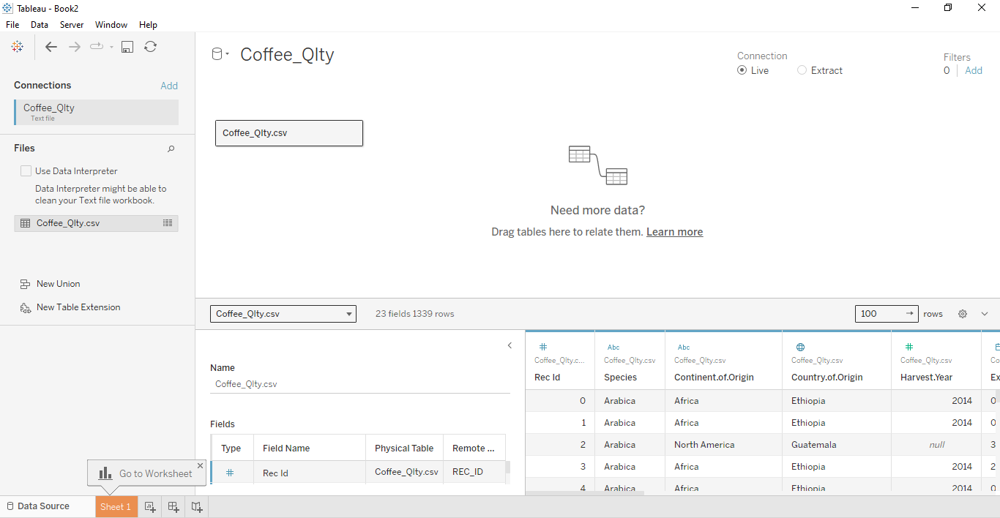 Tableau - Book2
File Data Server Window Help
Connections Add
Coffee_Qlty
Text file
Files
Use Data Interpreter
Data Interpreter might be able to
clean your Text file workbook.
Coffee_Qlty.csv
New Union
New Table Extension
Coffee_Qlty
Connection
Live Extract
Filters
0 Add
Coffee_Qlty.csv
Need more data?
Drag tables here to relate them. Learn more
Coffee_Qlty.csv 23 fields 1339 rows 100 rows
Name
Coffee_Qlty.csv
Fields
Type Field Name Physical Table Remote ...
# Rec Id Coffee_Qlty.csv REC_ID
# Abc Abc #
Coffee_Qlty.c... Coffee_Qlty.csv Coffee_Qlty.csv Coffee_Qlty.csv Coffee_Qlty.csv Co
Rec Id Species Continent.of.Origin Country.of.Origin Harvest.Year Ex
0 Arabica Africa Ethiopia 2014 0
1 Arabica Africa Ethiopia 2014 0
2 Arabica North America Guatemala null 3
3 Arabica Africa Ethiopia 2014 2
4 Arabica Africa Ethiopia 2014 0
Go to Worksheet
Data Source Sheet 1